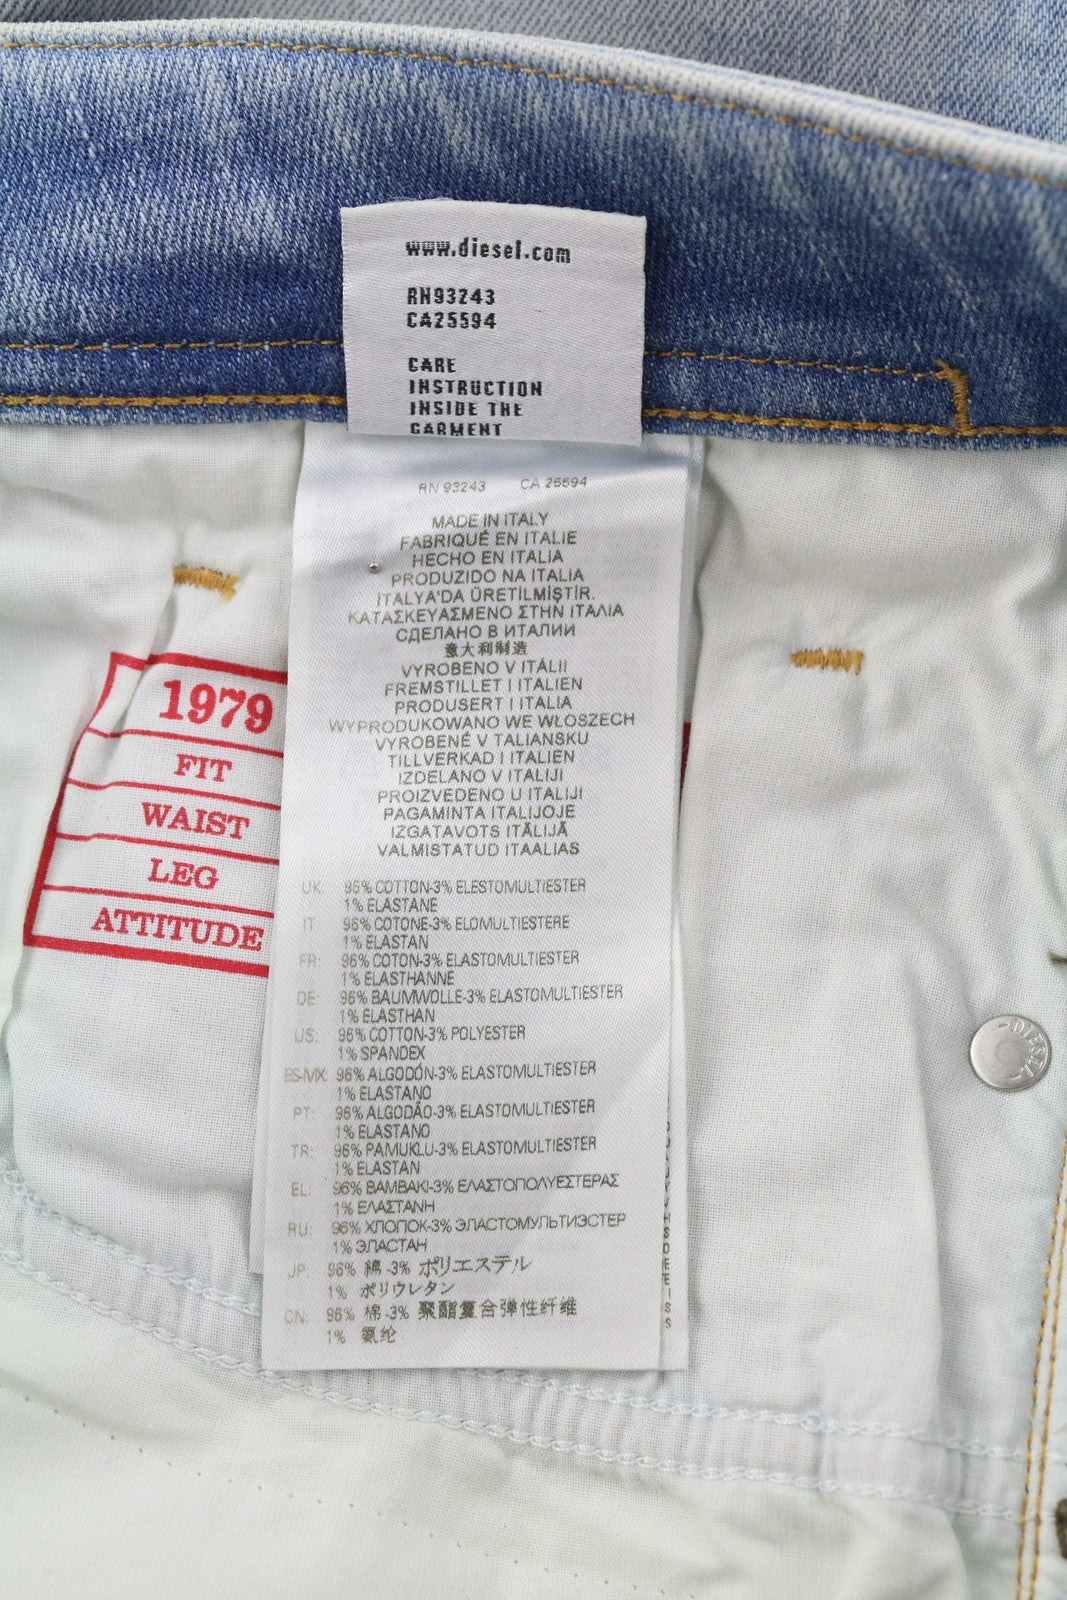 www.diesel.com
RN93243
CA25594
CARE
INSTRUCTION
INSIDE THE
GARMENT
RN 93243 CA 25594
MADE IN ITALY
FABRIQUÉ EN ITALIE
HECHO EN ITALIA
PRODUZIDO NA ITALIA
ITALYA'DA ÜRETİLMİŞTİR.
ΚΑΤΑΣΚΕΥΑΣΜΕΝΟ ΣΤΗΝ ΙΤΑΛΙΑ
СДЕЛАНО В ИТАЛИИ
意大利制造
VYROBENO V ITÁLII
FREMSTILLET I ITALIEN
PRODUSERT I ITALIA
WYPRODUKOWANO WE WŁOSZECH
VYROBENÉ V TALIANSKU
TILLVERKAD I ITALIEN
IZDELANO V ITALIJI
PROIZVEDENO U ITALIJI
PAGAMINTA ITALIJOJE
IZGATAVOTS ITĀLIJĀ
VALMISTATUD ITAALIAS
UK: 96% COTTON-3% ELESTOMULTIESTER
1% ELASTANE
IT 96% COTONE-3% ELOMULTIESTERE
1% ELASTAN
FR: 96% COTON-3% ELASTOMULTIESTER
1% ELASTHANNE
DE: 96% BAUMWOLLE-3% ELASTOMULTIESTER
1% ELASTHAN
US: 96% COTTON-3% POLYESTER
1% SPANDEX
ES-MX: 96% ALGODÓN-3% ELASTOMULTIESTER
1% ELASTANO
PT: 96% ALGODÃO-3% ELASTOMULTIESTER
1% ELASTANO
TR: 96% PAMUKLU-3% ELASTOMULTIESTER
1% ELASTAN
EL: 96% ΒΑΜΒΑΚΙ-3% ΕΛΑΣΤΟΠΟΛΥΕΣΤΕΡΑΣ
1% ΕΛΑΣΤΑΝΗ
RU: 96% ХЛОПОК-3% ЭЛАСТОМУЛЬТИЭСТЕР
1% ЭЛАСТАН
JP: 96% 綿 -3% ポリエステル
1% ポリウレタン
CN: 96% 棉 -3% 聚酯复合弹性纤维
1% 氨纶
1979
FIT
WAIST
LEG
ATTITUDE
DIESEL